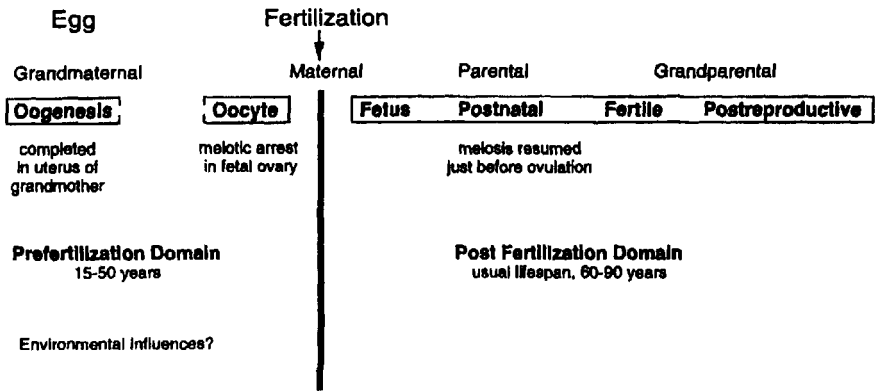 Egg Fertilization
Grandmaternal Maternal Parental Grandparental
Oogenesis Oocyte Fetus Postnatal Fertile Postreproductive
completed
in uterus of
grandmother
meiotic arrest
in fetal ovary
meiosis resumed
just before ovulation
Prefertilization Domain
15-50 years
Post Fertilization Domain
usual lifespan, 60-90 years
Environmental Influences?